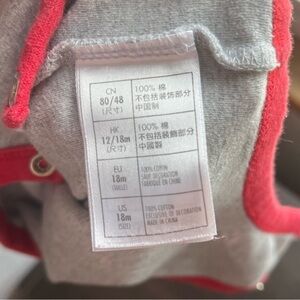 CN
80/48
(尺寸)
100% 棉
不包括装饰部分
中国制
HK
12/18m
(尺寸)
100% 棉
不包括裝飾部分
中國製
EU
18m
(TAILLE)
100% COTON
SAUF DECORATION
FABRIQUE EN CHINE
US
18m
(SIZE)
100% COTTON
EXCLUSIVE OF DECORATION
MADE IN CHINA